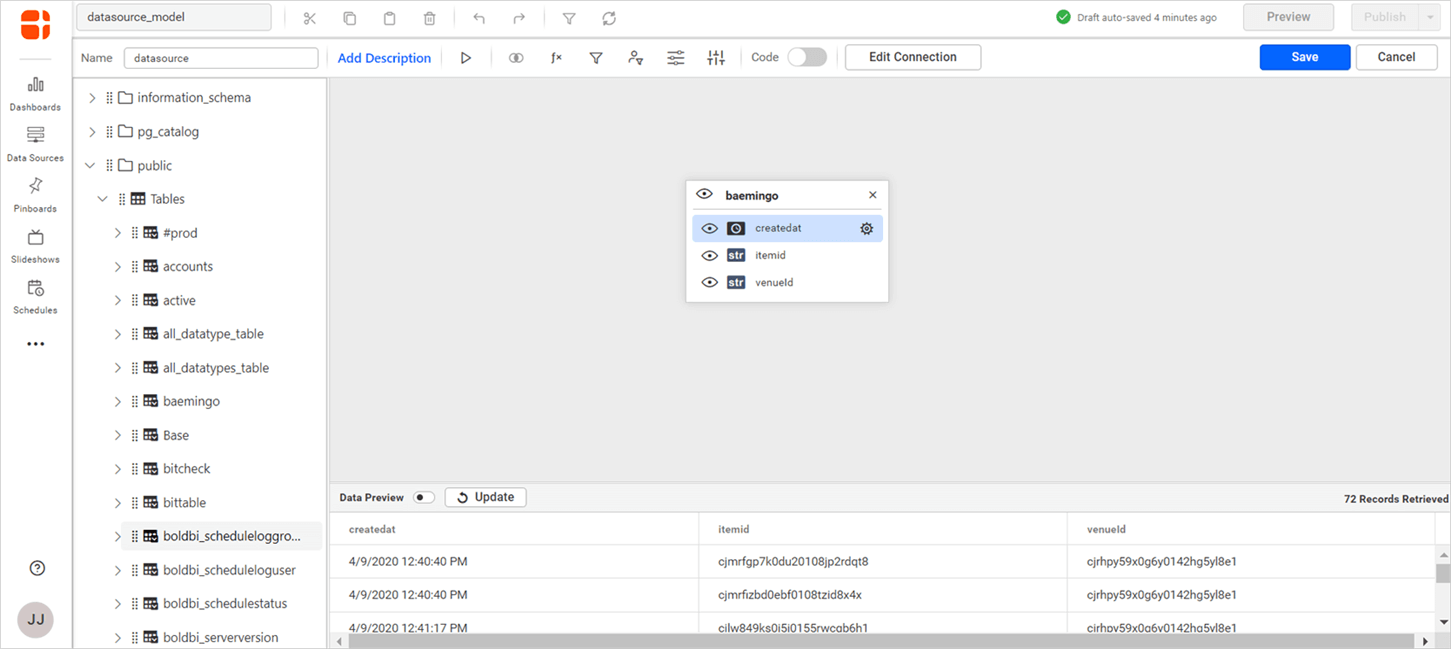 datasource_model
Draft auto-saved 4 minutes ago
Preview
Publish
Name
datasource
Add Description
fx
Code
Edit Connection
Save
Cancel
Dashboards
Data Sources
Pinboards
Slideshows
Schedules
JJ
information_schema
pg_catalog
public
Tables
#prod
accounts
active
all_datatype_table
all_datatypes_table
baemingo
Base
bitcheck
bittable
boldbi_scheduleloggro...
boldbi_scheduleloguser
boldbi_schedulestatus
boldbi_serverversion
baemingo
createdat
str itemid
str venueId
Data Preview
Update
72 Records Retrieved
createdat itemid venueId
4/9/2020 12:40:40 PM cjmrfgp7k0du20108jp2rdqt8 cjrhpy59x0g6y0142hg5yl8e1
4/9/2020 12:40:40 PM cjmrfizbd0ebf0108tzid8x4x cjrhpy59x0g6y0142hg5yl8e1
4/9/2020 12:41:17 PM cjlw849ks0i5j0155rwcgb6h1 cjrhpy59x0g6y0142hg5yl8e1